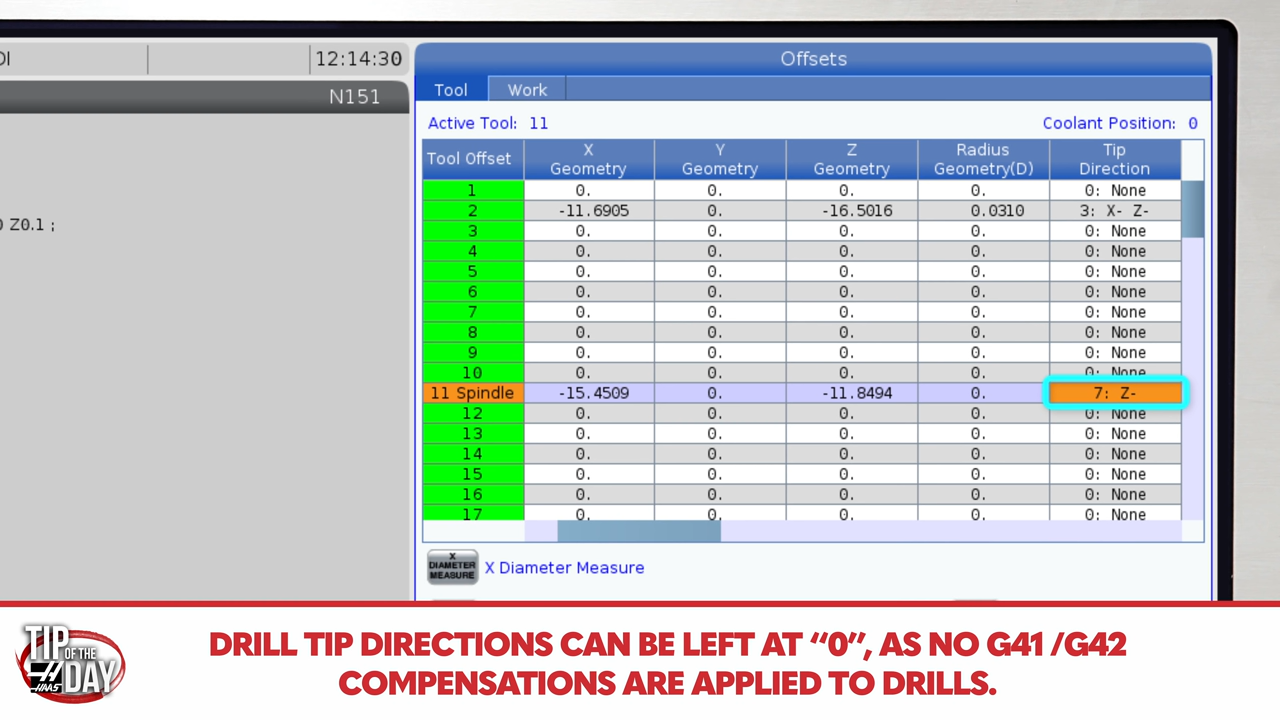 DI
12:14:30
N151
0 Z0.1 ;
Offsets
Tool Work
Active Tool: 11 Coolant Position: 0
Tool Offset X Geometry Y Geometry Z Geometry Radius Geometry(D) Tip Direction
1 0. 0. 0. 0. 0: None
2 -11.6905 0. -16.5016 0.0310 3: X- Z-
3 0. 0. 0. 0. 0: None
4 0. 0. 0. 0. 0: None
5 0. 0. 0. 0. 0: None
6 0. 0. 0. 0. 0: None
7 0. 0. 0. 0. 0: None
8 0. 0. 0. 0. 0: None
9 0. 0. 0. 0. 0: None
10 0. 0. 0. 0. 0: None
11 Spindle -15.4509 0. -11.8494 0. 7: Z-
12 0. 0. 0. 0. 0: None
13 0. 0. 0. 0. 0: None
14 0. 0. 0. 0. 0: None
15 0. 0. 0. 0. 0: None
16 0. 0. 0. 0. 0: None
17 0. 0. 0. 0. 0: None
X DIAMETER MEASURE X Diameter Measure
TIP OF THE DAY HAAS
DRILL TIP DIRECTIONS CAN BE LEFT AT “0”, AS NO G41 /G42
COMPENSATIONS ARE APPLIED TO DRILLS.